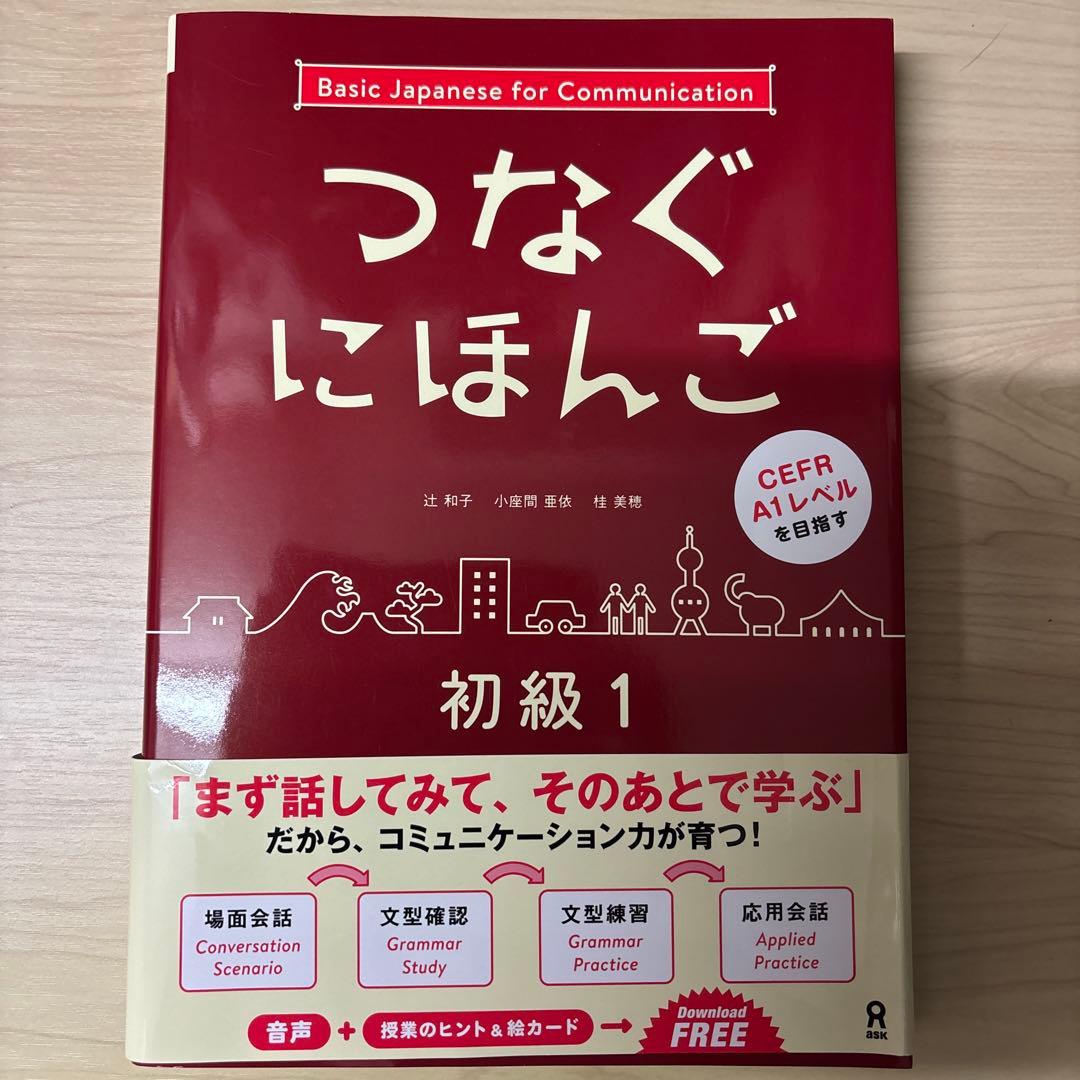 Basic Japanese for Communication
つなぐ
にほんご
辻 和子 小座間 亜依 桂 美穂
CEFR
A1レベル
を目指す
初級1
「まず話してみて、そのあとで学ぶ」
だから、コミュニケーション力が育つ!
場面会話
Conversation
Scenario
文型確認
Grammar
Study
文型練習
Grammar
Practice
応用会話
Applied
Practice
音声 + 授業のヒント&絵カード → Download
FREE
ask